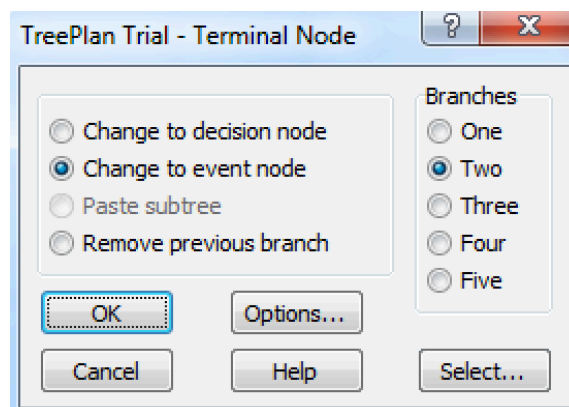 TreePlan Trial - Terminal Node
?
X
Change to decision node
Change to event node
Paste subtree
Remove previous branch
Branches
One
Two
Three
Four
Five
OK
Options...
Cancel
Help
Select...